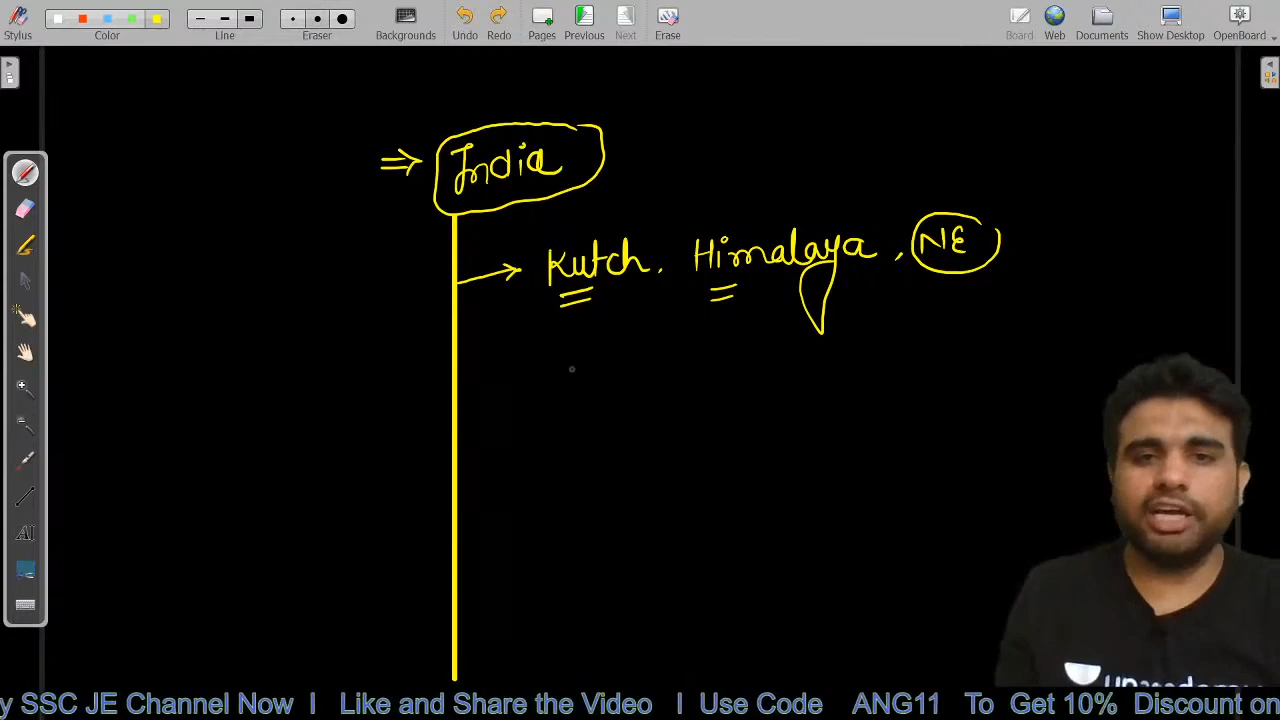 Stylus Color Line Eraser Backgrounds Undo Redo Pages Previous Next Erase Board Web Documents Show Desktop OpenBoard
⇒ India
→ Kutch, Himalaya, NE
y SSC JE Channel Now I Like and Share the Video I Use Code ANG11 To Get 10% Discount on